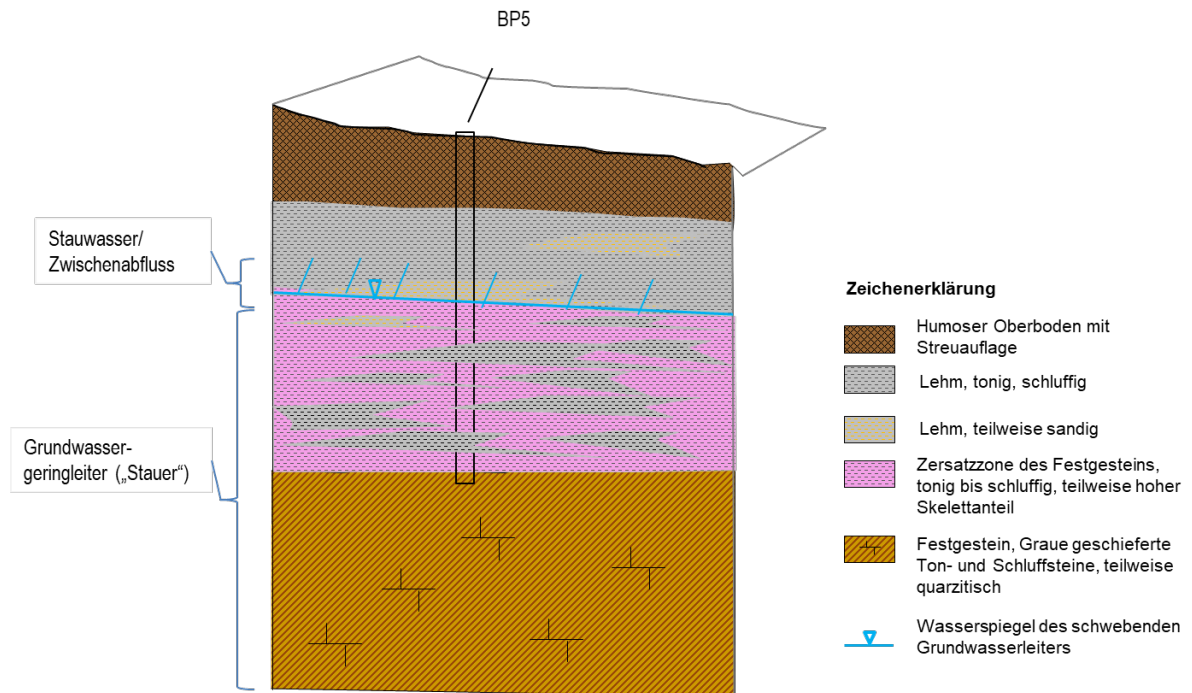 BP5
Stauwasser/
Zwischenabfluss
Grundwasser-
geringleiter („Stauer“)
Zeichenerklärung
Humoser Oberboden mit
Streuauflage
Lehm, tonig, schluffig
Lehm, teilweise sandig
Zersatzzone des Festgesteins,
tonig bis schluffig, teilweise hoher
Skelettanteil
Festgestein, Graue geschieferte
Ton- und Schluffsteine, teilweise
quarzitisch
Wasserspiegel des schwebenden
Grundwasserleiters